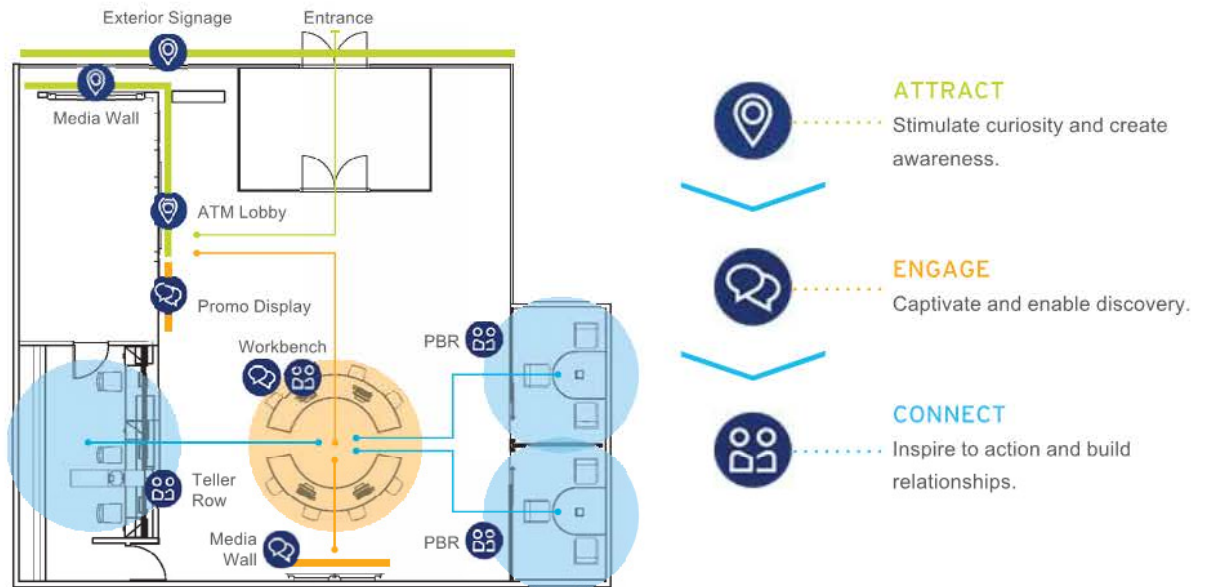 Exterior Signage
Entrance
Media Wall
ATM Lobby
Promo Display
Workbench
PBR
Teller
Row
Media
Wall
PBR
ATTRACT
Stimulate curiosity and create
awareness.
ENGAGE
Captivate and enable discovery.
CONNECT
Inspire to action and build
relationships.